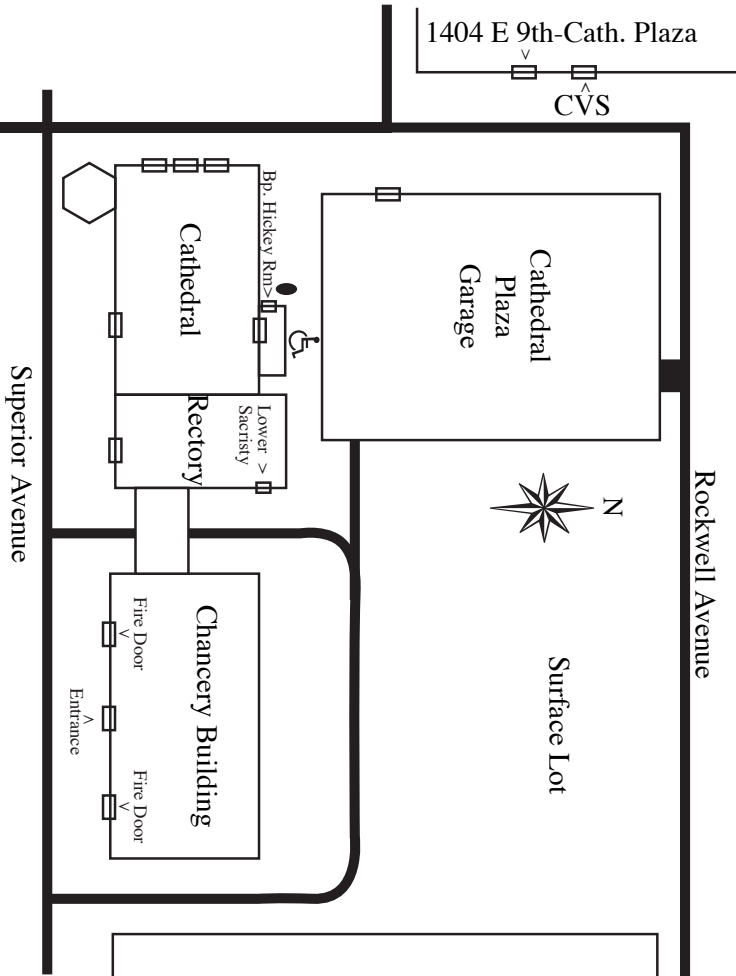 1404 E 9th-Cath. Plaza
>
CVS
>
Bp. Hickey Rm>
Cathedral
Cathedral
Plaza
Garage
Rectory
Lower >
Sacristy
N
Superior Avenue
Rockwell Avenue
Surface Lot
Chancery Building
Fire Door
>
>
Entrance
Fire Door
>